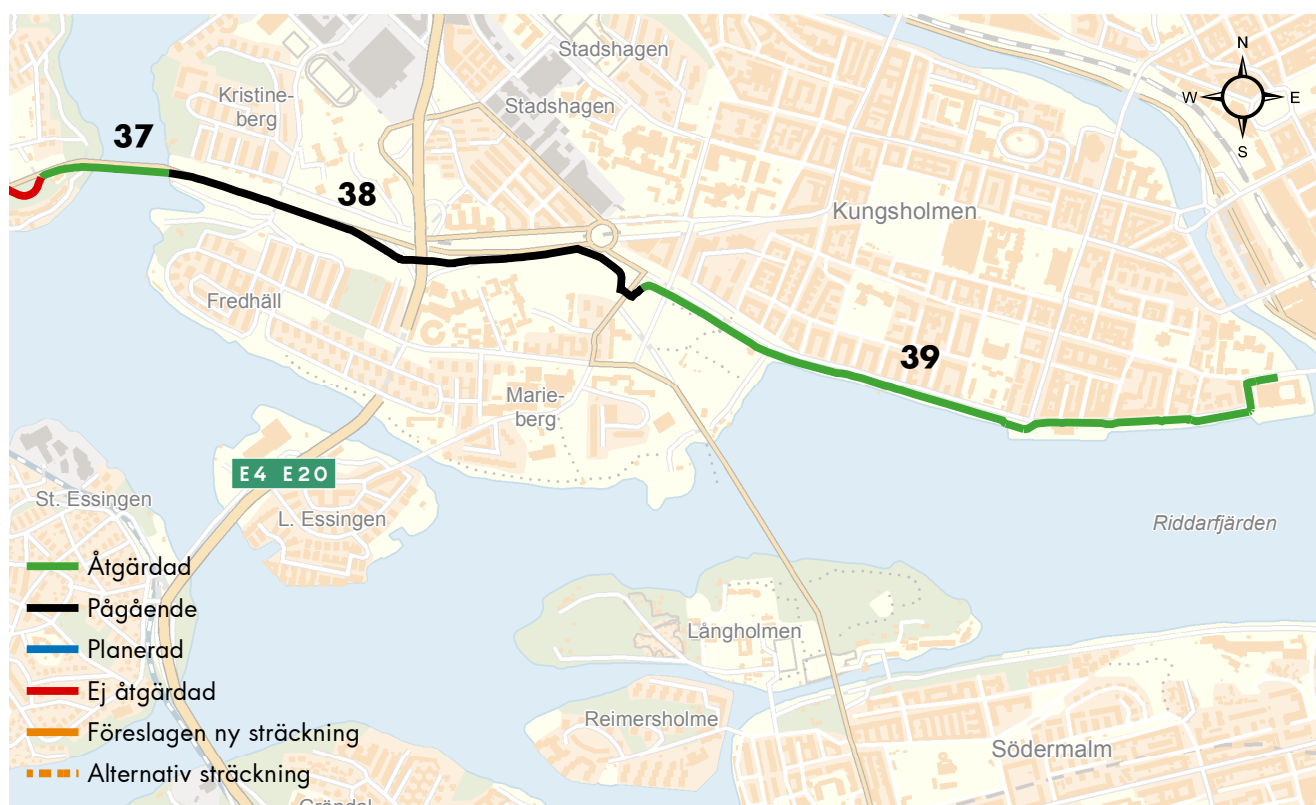 Stadshagen
N
Kristine-
berg
W
E
Stadshagen
37
S
38
Kungsholmen
Fredhäll
39
Marie-
berg
E4 E20
St. Essingen
L. Essingen
Riddarfjärden
Åtgärdad
Pågående
Långholmen
Planerad
Ej åtgärdad
Reimersholme
Föreslagen ny sträckning
Södermalm
Alternativ sträckning
Gröndal